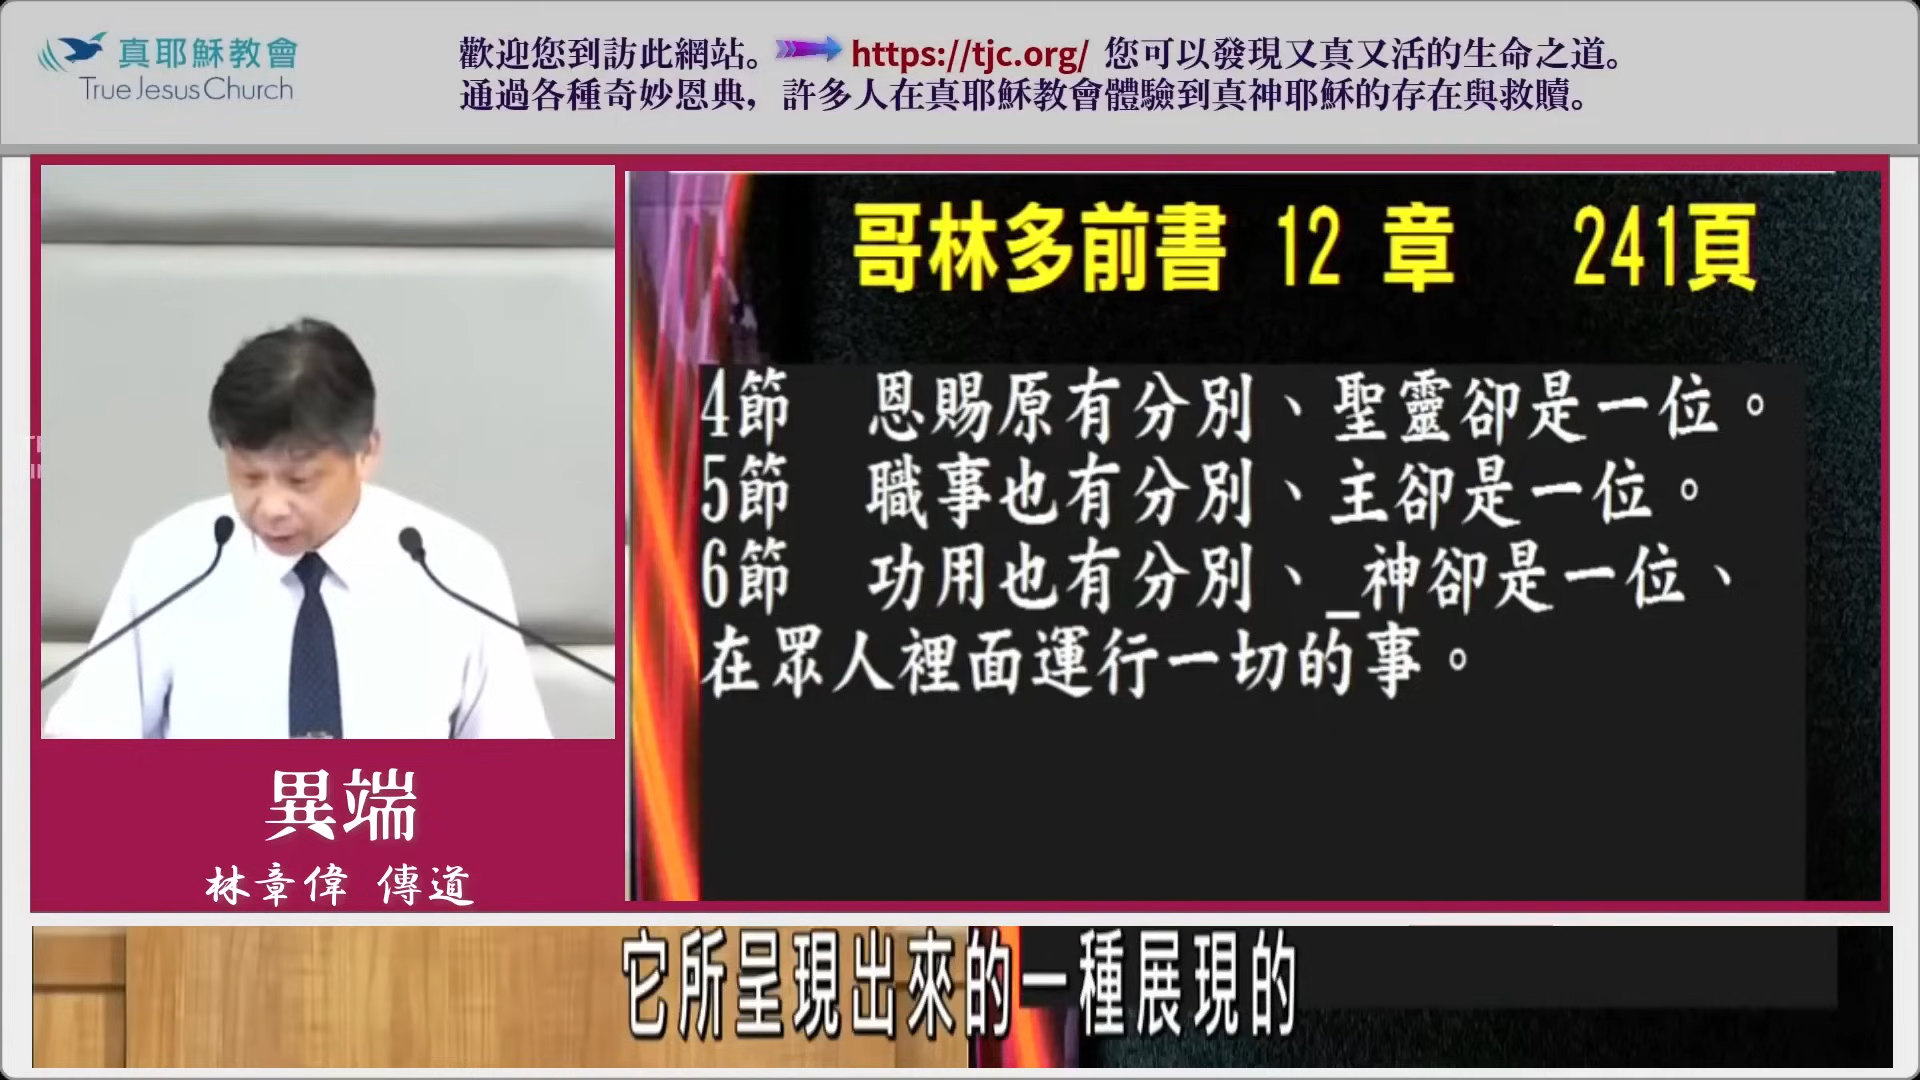 真耶穌教會
True Jesus Church
歡迎您到訪此網站。 https://tjc.org/ 您可以發現又真又活的生命之道。
通過各種奇妙恩典，許多人在真耶穌教會體驗到真神耶穌的存在與救贖。
哥林多前書 12 章 241頁
4節 恩賜原有分別、聖靈卻是一位。
5節 職事也有分別、主卻是一位。
6節 功用也有分別、_神卻是一位、
在眾人裡面運行一切的事。
異端
林章偉 傳道
它所呈現出來的一種展現的